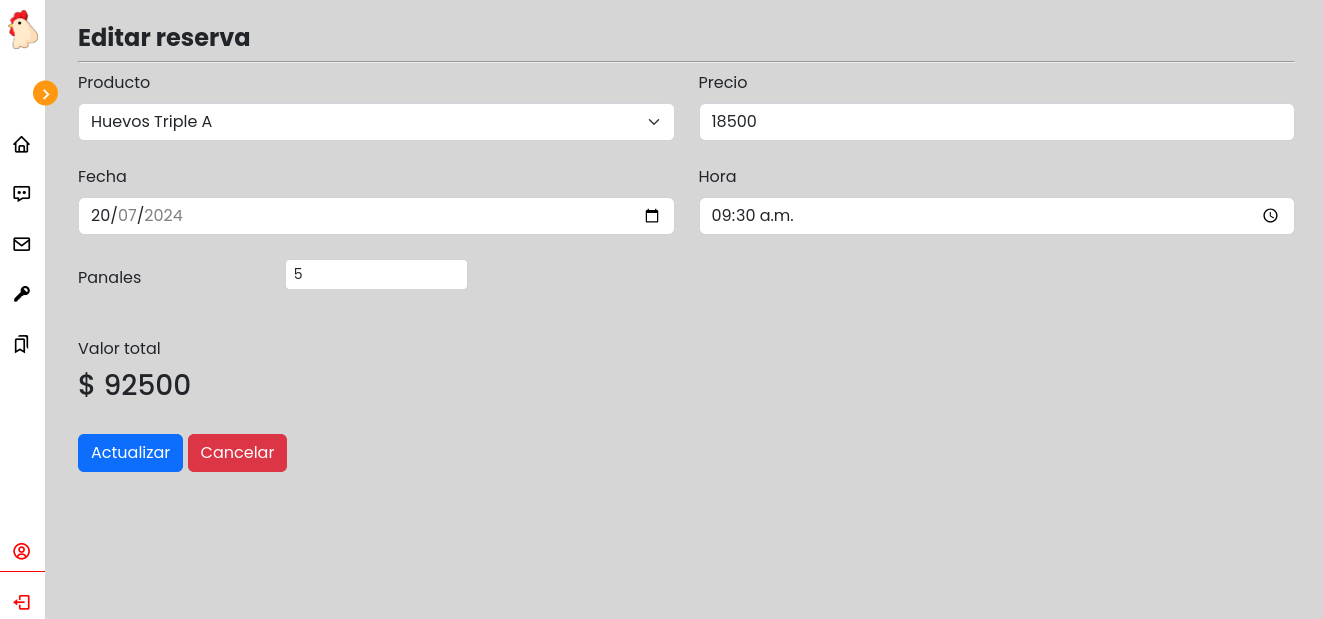 Editar reserva
Producto
Precio
Huevos Triple A
18500
Fecha
Hora
20/07/2024
09:30 a.m.
Panales
5
Valor total
$ 92500
Actualizar
Cancelar